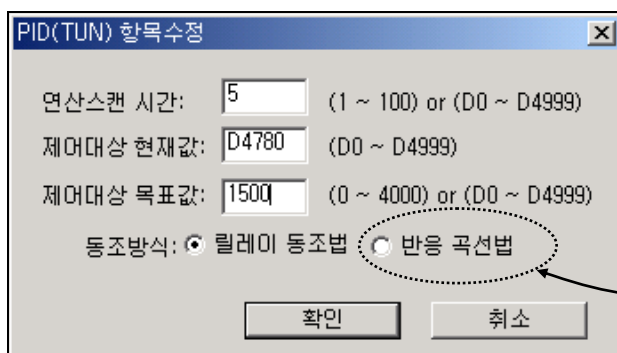 PID(TUN) 항목수정
연산스캔 시간: 5 (1 ~ 100) or (D0 ~ D4999)
제어대상 현재값: D4780 (D0 ~ D4999)
제어대상 목표값: 1500 (0 ~ 4000) or (D0 ~ D4999)
동조방식: 릴레이 동조법 반응 곡선법
확인 취소